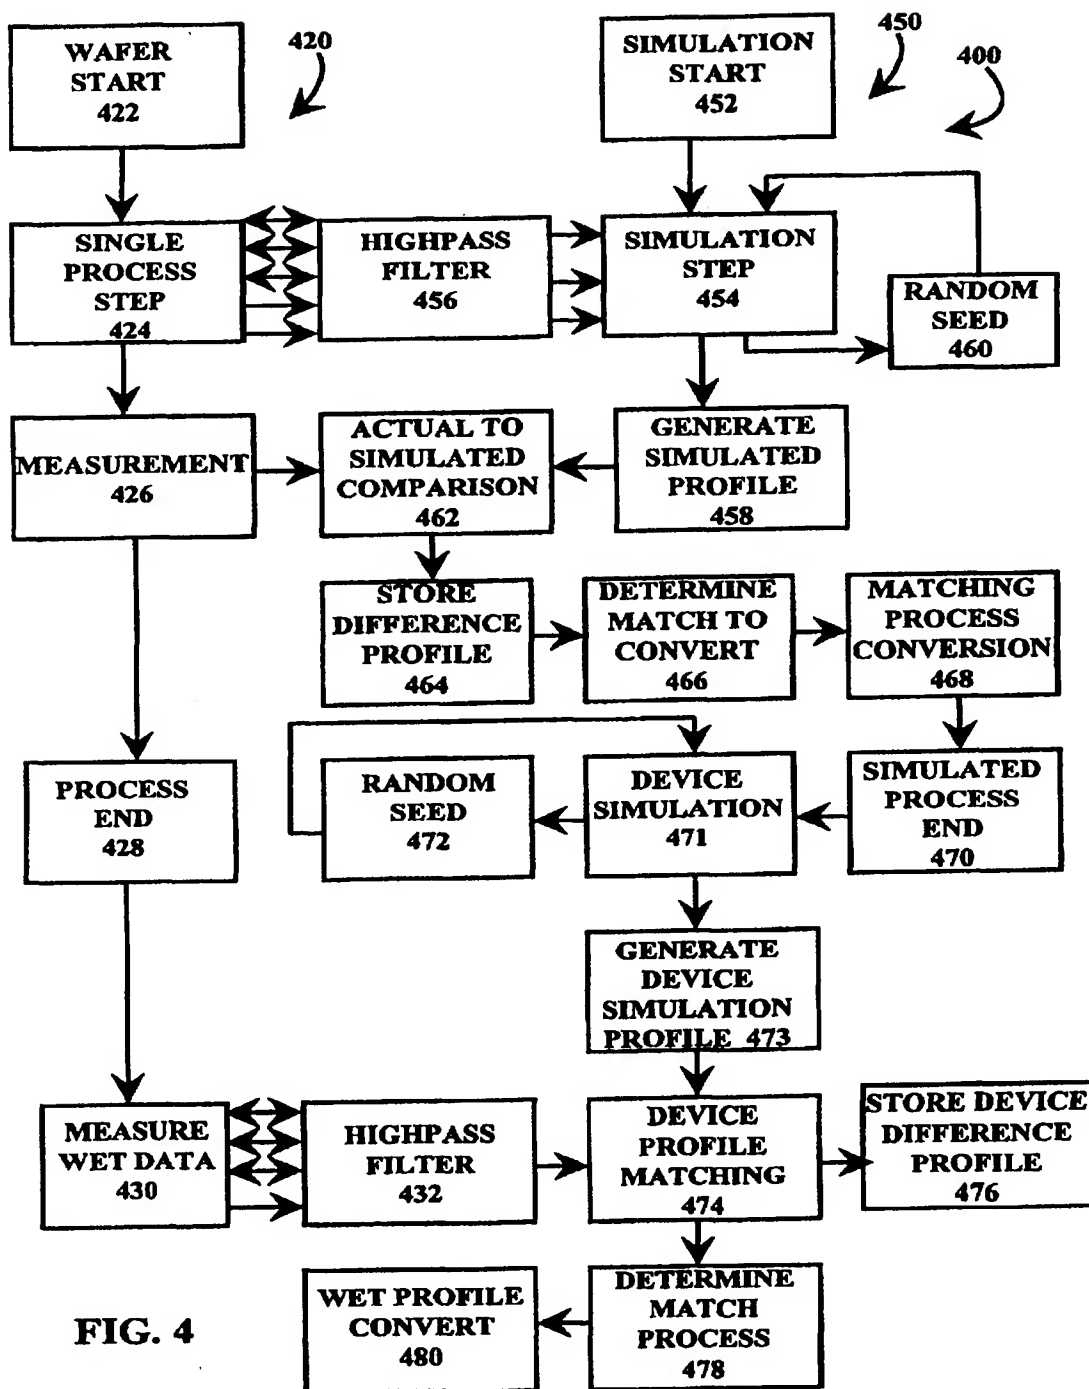 WAFER
START
422
420
SIMULATION
START
452
450
400
SINGLE
PROCESS
STEP
424
HIGHPASS
FILTER
456
SIMULATION
STEP
454
RANDOM
SEED
460
MEASUREMENT
426
ACTUAL TO
SIMULATED
COMPARISON
462
GENERATE
SIMULATED
PROFILE
458
STORE
DIFFERENCE
PROFILE
464
DETERMINE
MATCH TO
CONVERT
466
MATCHING
PROCESS
CONVERSION
468
PROCESS
END
428
RANDOM
SEED
472
DEVICE
SIMULATION
471
SIMULATED
PROCESS
END
470
GENERATE
DEVICE
SIMULATION
PROFILE 473
MEASURE
WET DATA
430
HIGHPASS
FILTER
432
DEVICE
PROFILE
MATCHING
474
STORE DEVICE
DIFFERENCE
PROFILE
476
WET PROFILE
CONVERT
480
DETERMINE
MATCH
PROCESS
478
FIG. 4